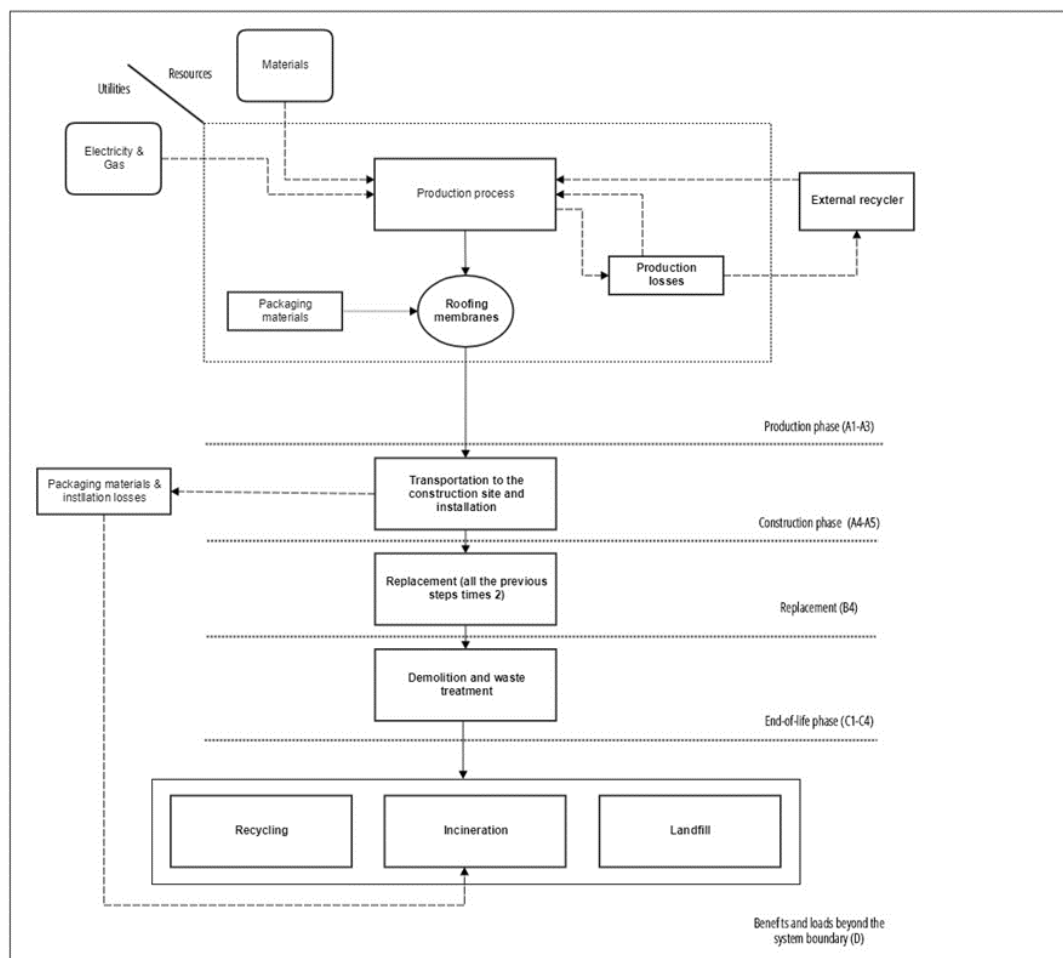 Materials
Resources
Utilities
Electricity &
Gas
Production process
External recycler
Production
losses
Packaging
materials
Roofing
membranes
Production phase (A1-A3)
Transportation to the
construction site and
installation
Packaging materials &
instllation losses
Construction phase (A4-A5)
Replacement (all the previous
steps times 2)
Replacement (B4)
Demolition and waste
treatment
End-of-life phase (C1-C4)
Recycling
Incineration
Landfill
Benefits and loads beyond the
system boundary (D)